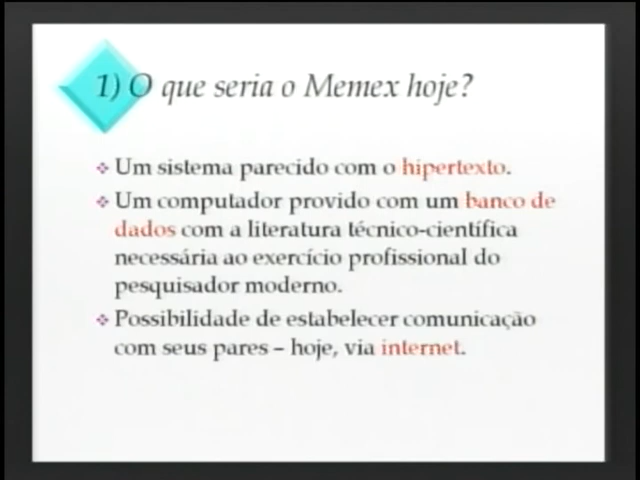 1) O que seria o Memex hoje?
Um sistema parecido com o hipertexto.
Um computador provido com um banco de
dados com a literatura técnico-científica
necessária ao exercício profissional do
pesquisador moderno.
Possibilidade de estabelecer comunicação
com seus pares – hoje, via internet.